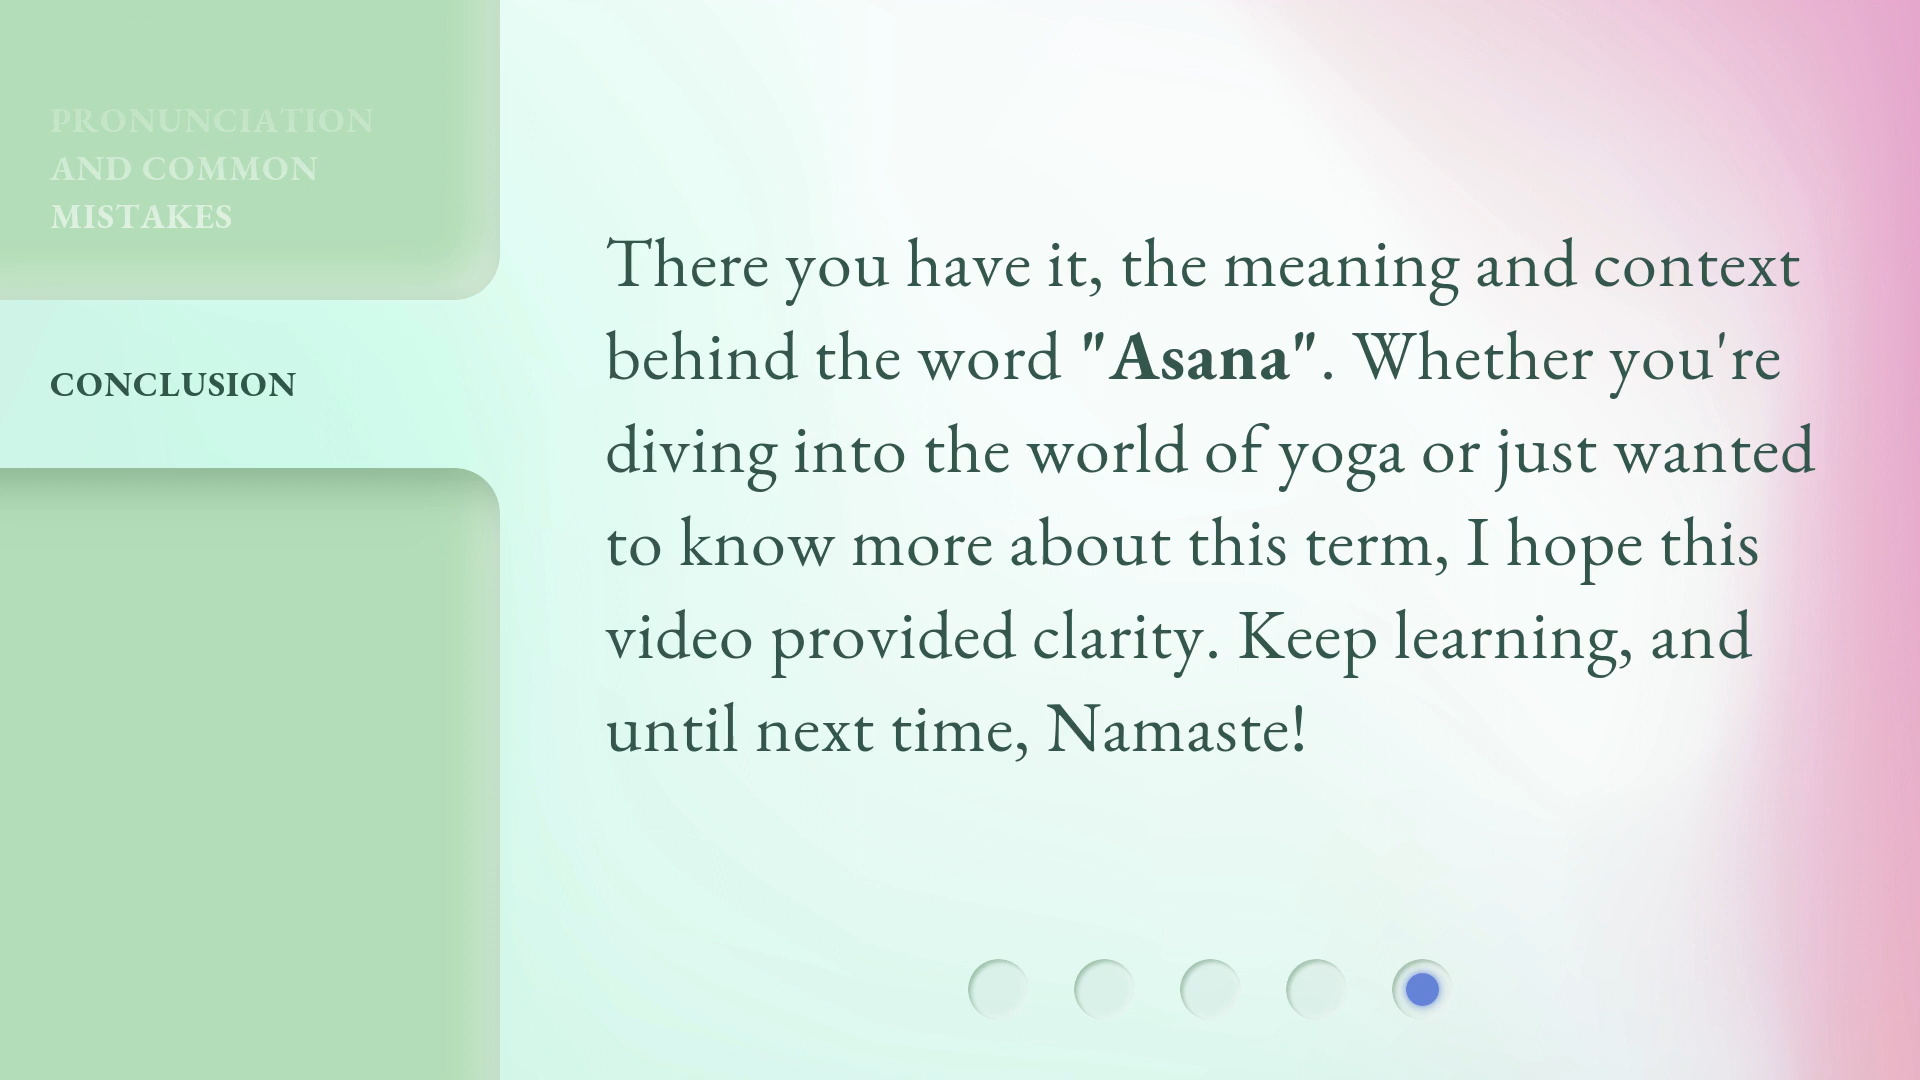 PRONUNCIATION
AND COMMON
MISTAKES
CONCLUSION
There you have it, the meaning and context
behind the word "Asana". Whether you're
diving into the world of yoga or just wanted
to know more about this term, I hope this
video provided clarity. Keep learning, and
until next time, Namaste!